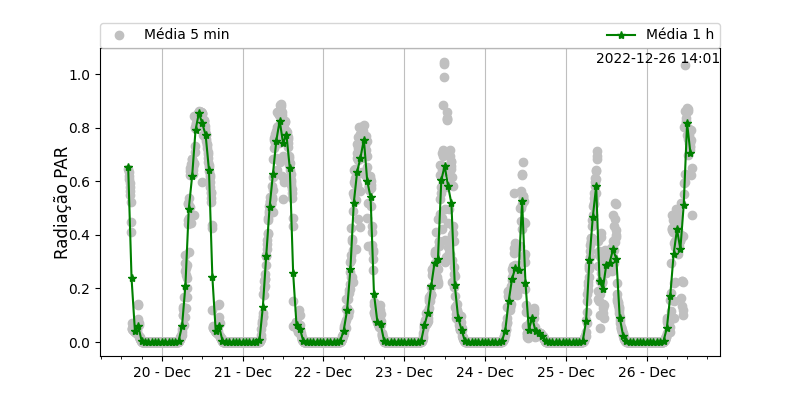 Média 5 min
Média 1 h
2022-12-26 14:01
Radiação PAR
1.0
0.8
0.6
0.4
0.2
0.0
20 - Dec
21 - Dec
22 - Dec
23 - Dec
24 - Dec
25 - Dec
26 - Dec